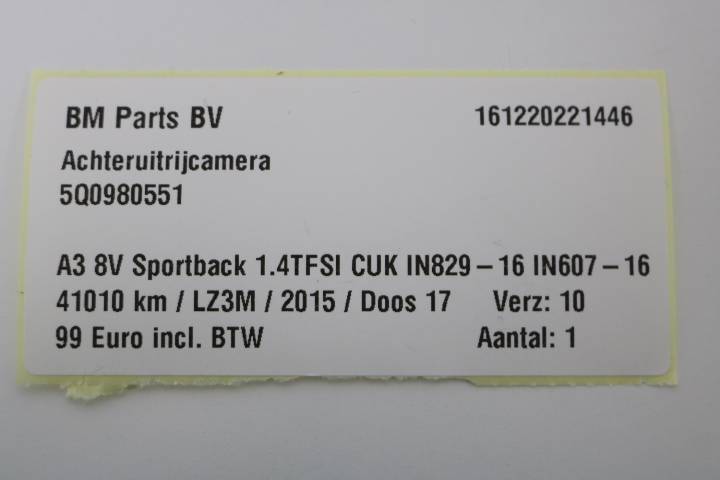 BM Parts BV 161220221446
Achteruitrijcamera
5Q0980551
A3 8V Sportback 1.4TFSI CUK IN829 – 16 IN607 – 16
41010 km / LZ3M / 2015 / Doos 17 Verz: 10
99 Euro incl. BTW Aantal: 1